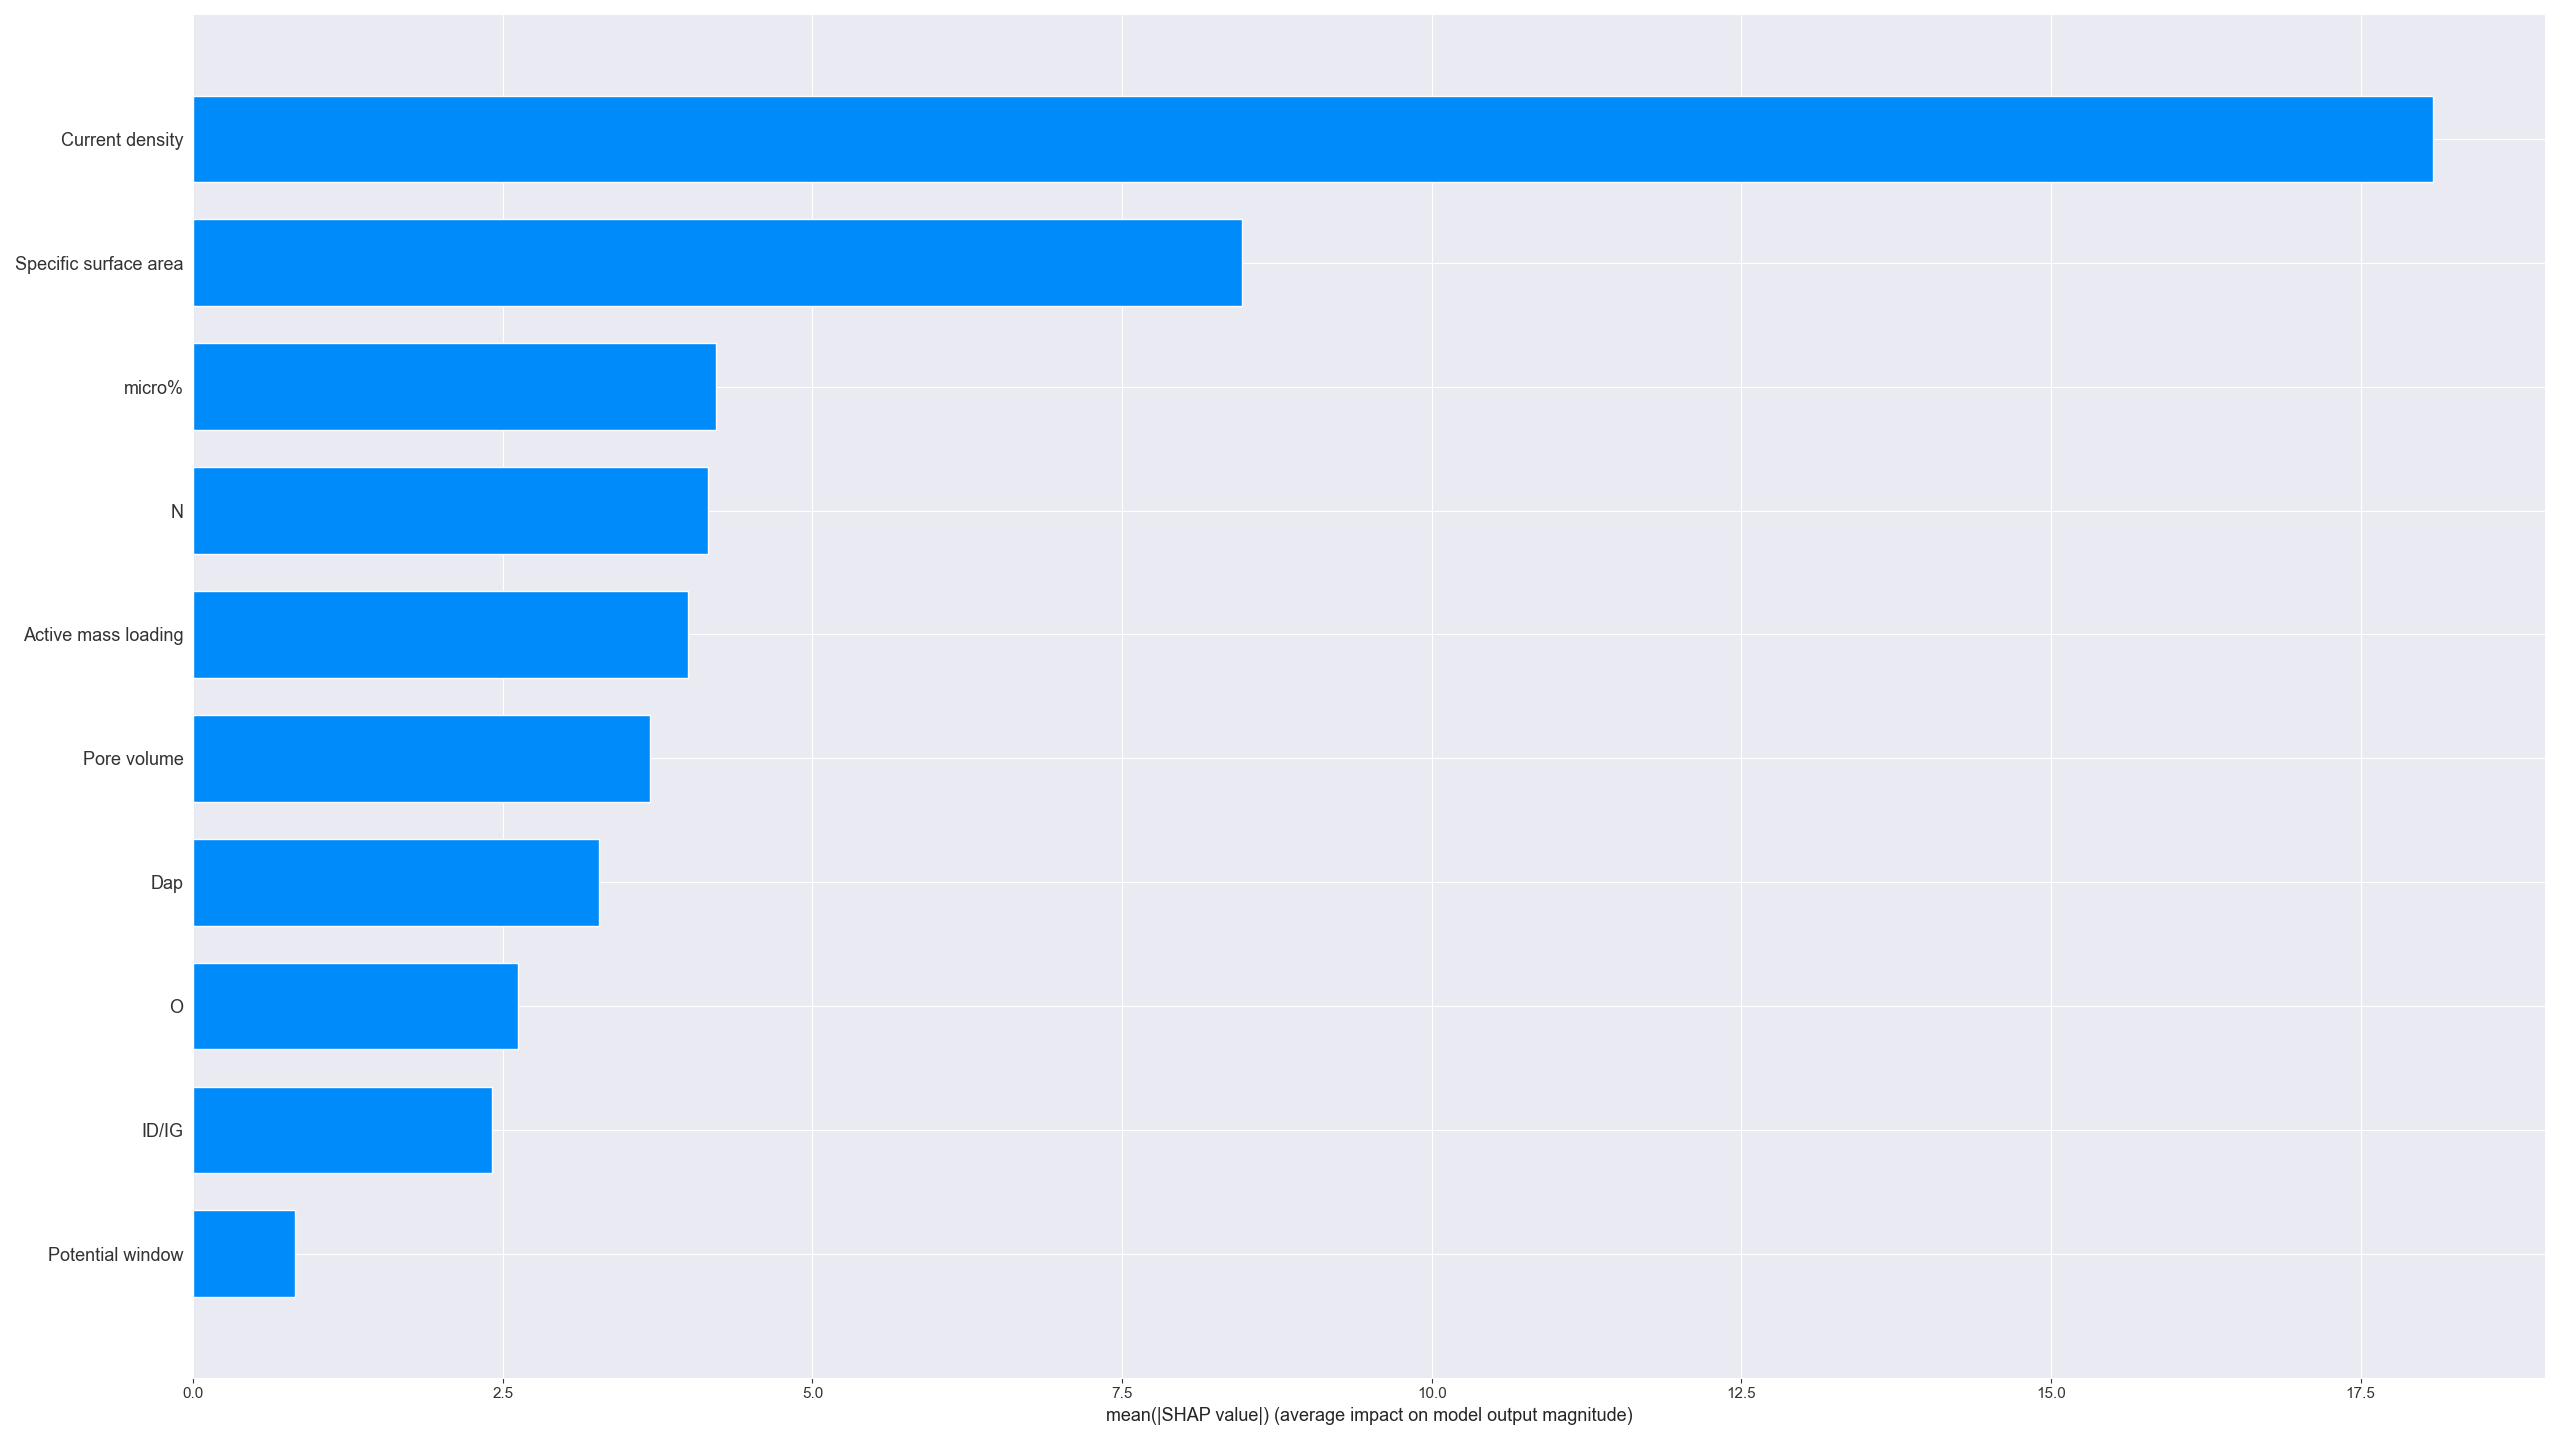 Current density
Specific surface area
micro%
N
Active mass loading
Pore volume
Dap
O
ID/IG
Potential window
0.0 2.5 5.0 7.5 10.0 12.5 15.0 17.5
mean(|SHAP value|) (average impact on model output magnitude)